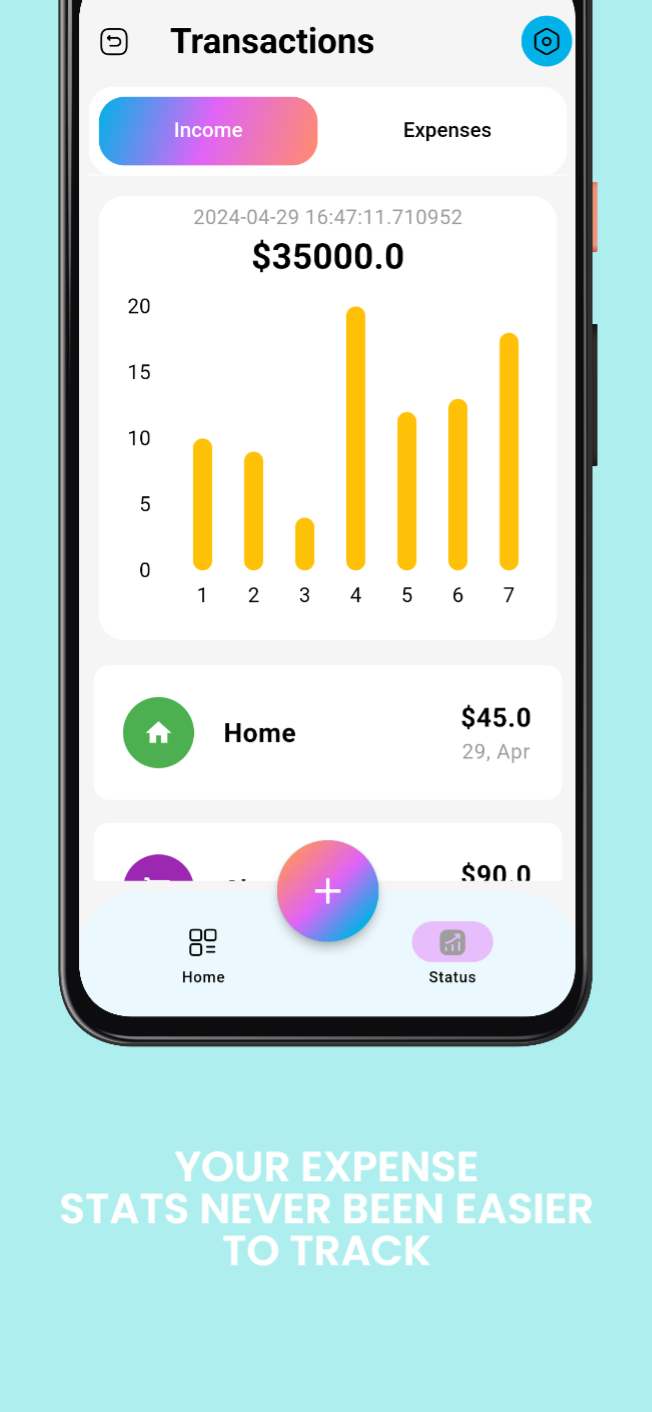 Transactions
Income Expenses
2024-04-29 16:47:11.710952
$35000.0
20
15
10
5
0
1 2 3 4 5 6 7
Home $45.0
29, Apr
$90.0
Home Status
YOUR EXPENSE
STATS NEVER BEEN EASIER
TO TRACK